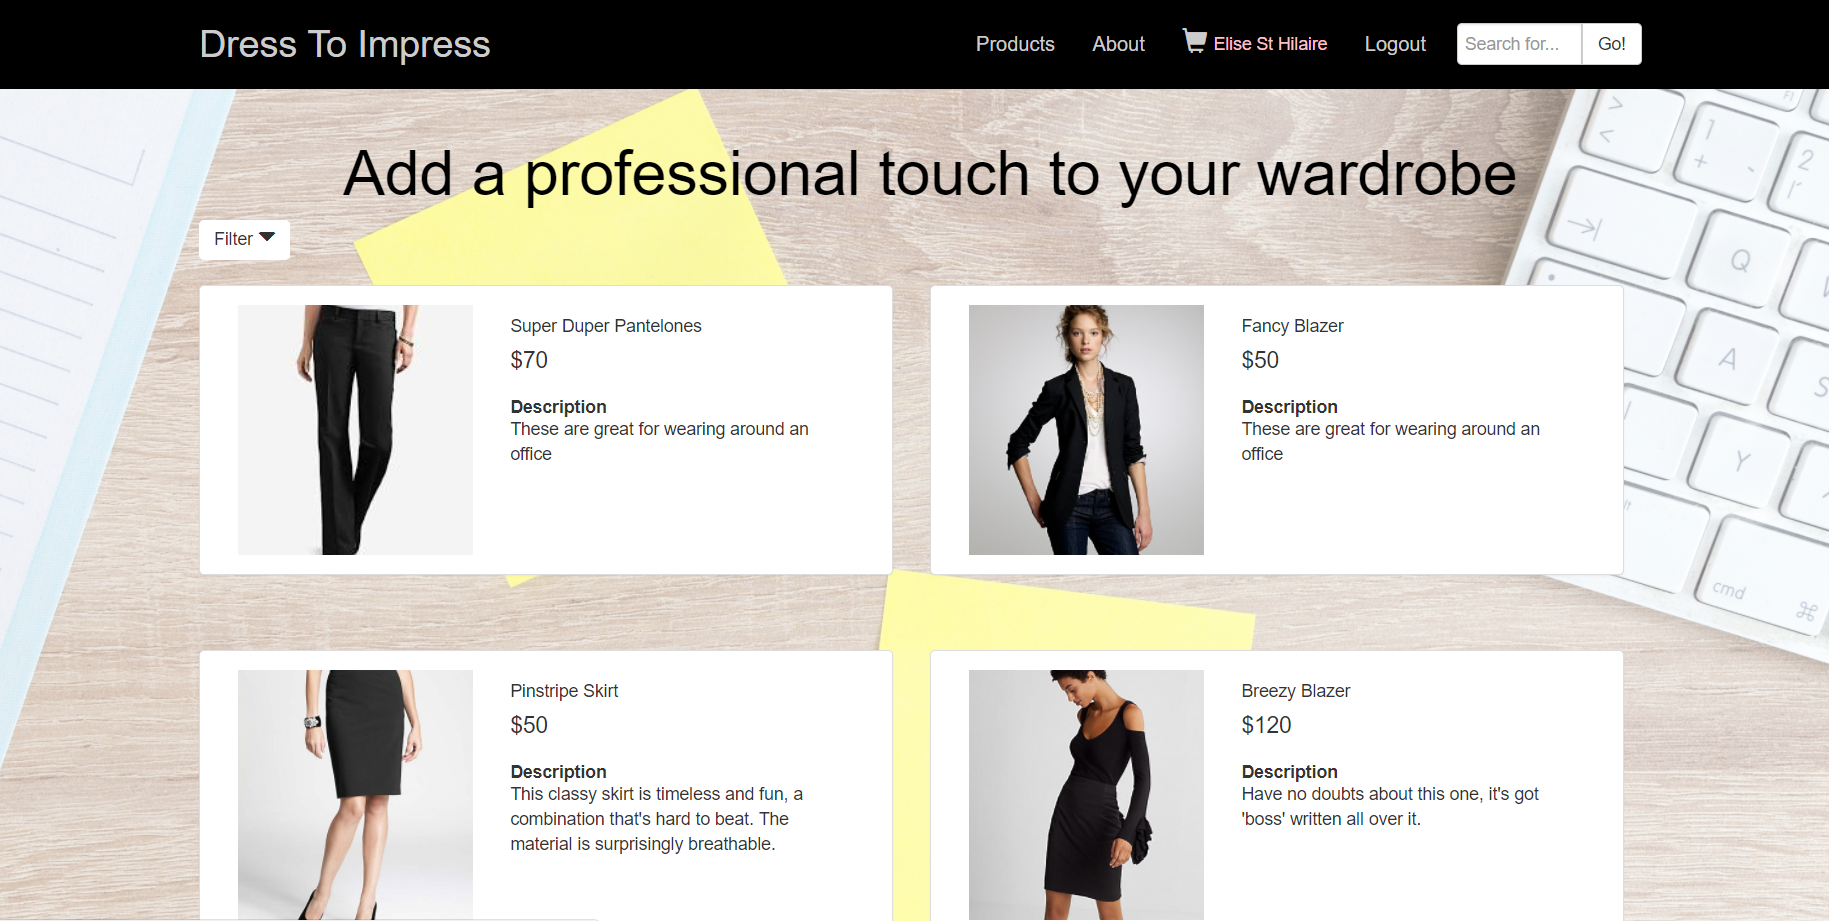 Dress To Impress
Products About Elise St Hilaire Logout Search for... Go!
Add a professional touch to your wardrobe
Filter
Super Duper Pantelones
$70
Description
These are great for wearing around an
office
Fancy Blazer
$50
Description
These are great for wearing around an
office
Pinstripe Skirt
$50
Description
This classy skirt is timeless and fun, a
combination that's hard to beat. The
material is surprisingly breathable.
Breezy Blazer
$120
Description
Have no doubts about this one, it's got
'boss' written all over it.
1
2
Q
A
S
Y
cmd